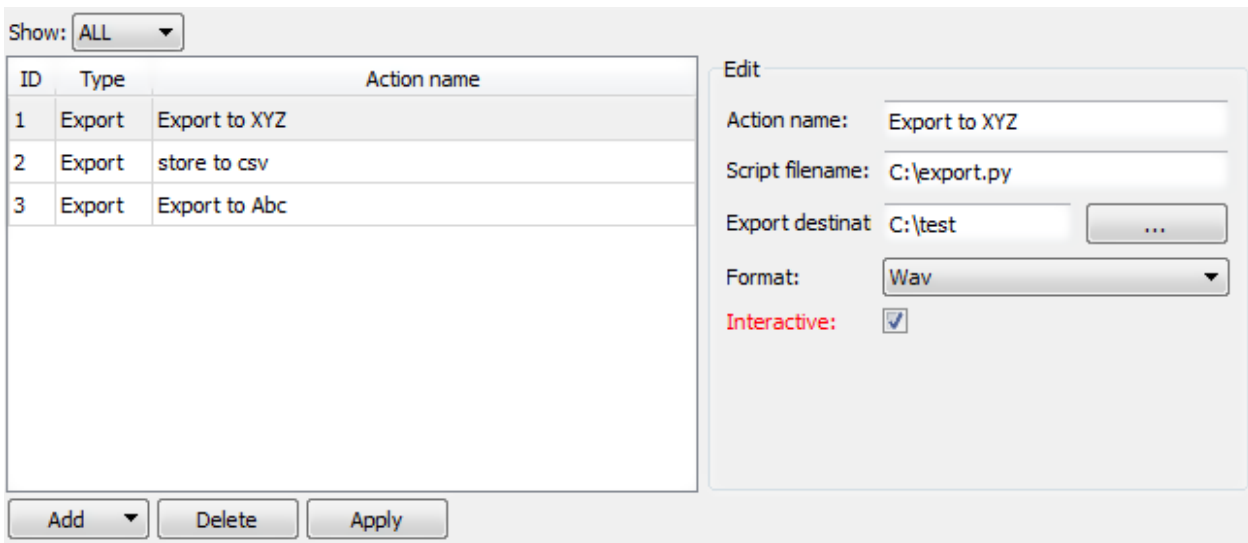 Show: ALL
ID Type Action name
1 Export Export to XYZ
2 Export store to csv
3 Export Export to Abc
Add Delete Apply
Edit
Action name: Export to XYZ
Script filename: C:\export.py
Export destinat C:\test ...
Format: Wav
Interactive: